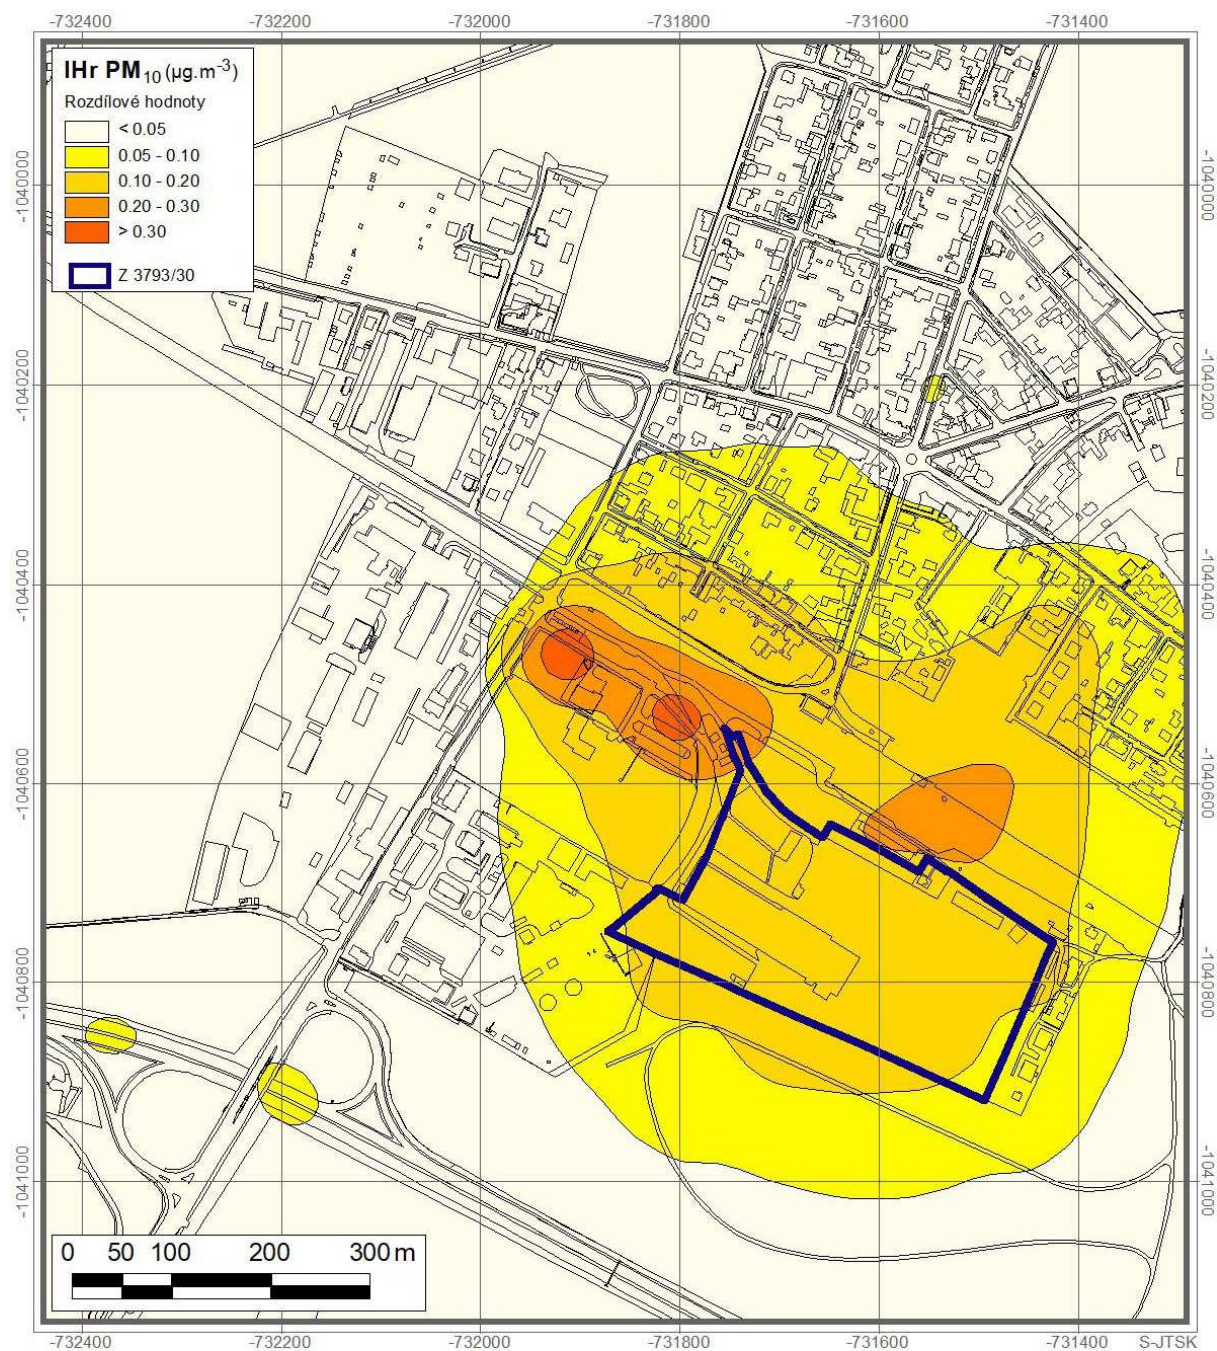 -732400 -732200 -732000 -731800 -731600 -731400
IHr PM10 (µg.m-3)
Rozdílové hodnoty
< 0.05
0.05 - 0.10
0.10 - 0.20
0.20 - 0.30
> 0.30
Z 3793/30
-1040000 -1040000
-1040200 -1040200
-1040400 -1040400
-1040600 -1040600
-1040800 -1040800
-1041000 -1041000
0 50 100 200 300 m
-732400 -732200 -732000 -731800 -731600 -731400 S-JTSK